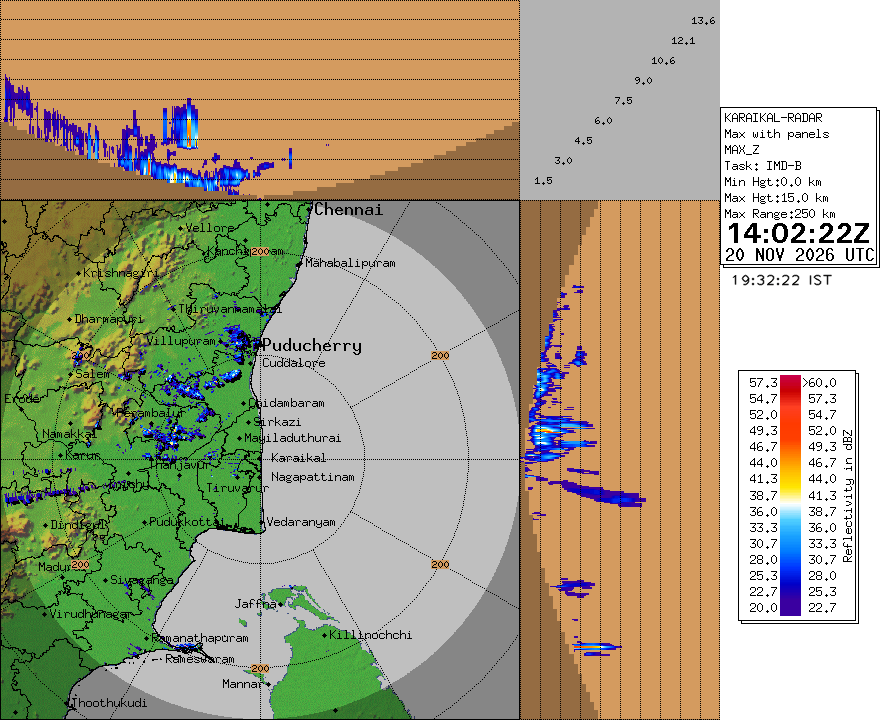 13.6
12.1
10.6
9.0
7.5
6.0
4.5
3.0
1.5
KARAIKAL-RADAR
Max with panels
MAX_Z
Task: IMD-B
Min Hgt:0.0 km
Max Hgt:15.0 km
Max Range:250 km
14:02:22Z
20 NOV 2026 UTC
19:32:22 IST
Chennai
Vellore
200
Mahabalipuram
Krishnagiri
Thiruvannamalai
Dharmapuri
Villupuram
Puducherry
200
Cuddalore
Salem
Chidambaram
Perambalur
Sirkazi
Namakkal
Mayiladuthurai
Karur
Karaikal
Thanjavur
Nagapattinam
Tiruvarur
Dindigul
Pudukkottai
Vedaranyam
200
200
Sivaganga
Jaffna
Virudhunagar
Ramanathapuram
Killinochchi
Rameswaram
200
Mannar
Thoothukudi
57.3 >60.0
54.7 57.3
52.0 54.7
49.3 52.0
46.7 49.3
44.0 46.7
41.3 44.0
38.7 41.3
36.0 38.7
33.3 36.0
30.7 33.3
28.0 30.7
25.3 28.0
22.7 25.3
20.0 22.7
Reflectivity in dBZ